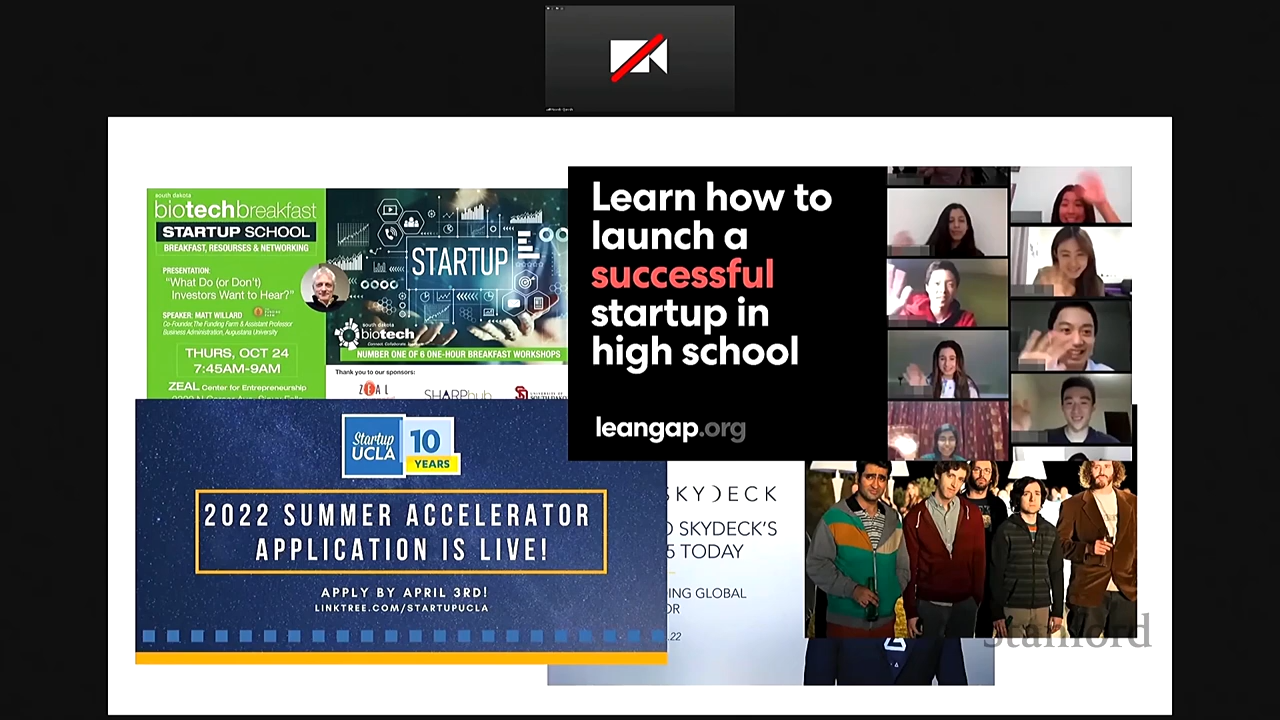 south dakota
biotechbreakfast
STARTUP SCHOOL
BREAKFAST, RESOURSES & NETWORKING
PRESENTATION:
"What Do (or Don't)
Investors Want to Hear?"
SPEAKER: MATT WILLARD
Co-Founder, The Funding Farm & Assistant Professor
Business Administration, Augustana University
THURS, OCT 24
7:45AM-9AM
ZEAL Center for Entrepreneurship
STARTUP
south dakota
biotech
NUMBER ONE OF 6 ONE-HOUR BREAKFAST WORKSHOPS
Thank you to our sponsors:
ZEAL
SHARPhub
Learn how to
launch a
successful
startup in
high school
leangap.org
Startup
UCLA
10
YEARS
2022 SUMMER ACCELERATOR
APPLICATION IS LIVE!
APPLY BY APRIL 3RD!
LINKTREE.COM/STARTUPUCLA
SKYDECK
SKYDECK'S
TODAY
GLOBAL
.22
Stanford